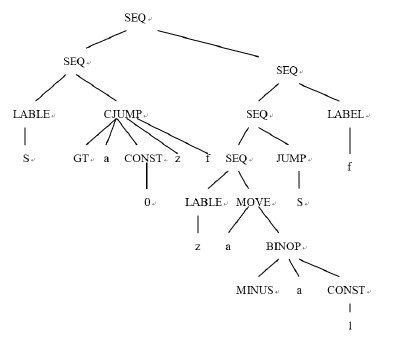 SEQ
SEQ
SEQ
LABLE CJUMP SEQ LABEL
S GT a CONST z f SEQ JUMP f
0 LABLE MOVE S
z a BINOP
MINUS a CONST
1